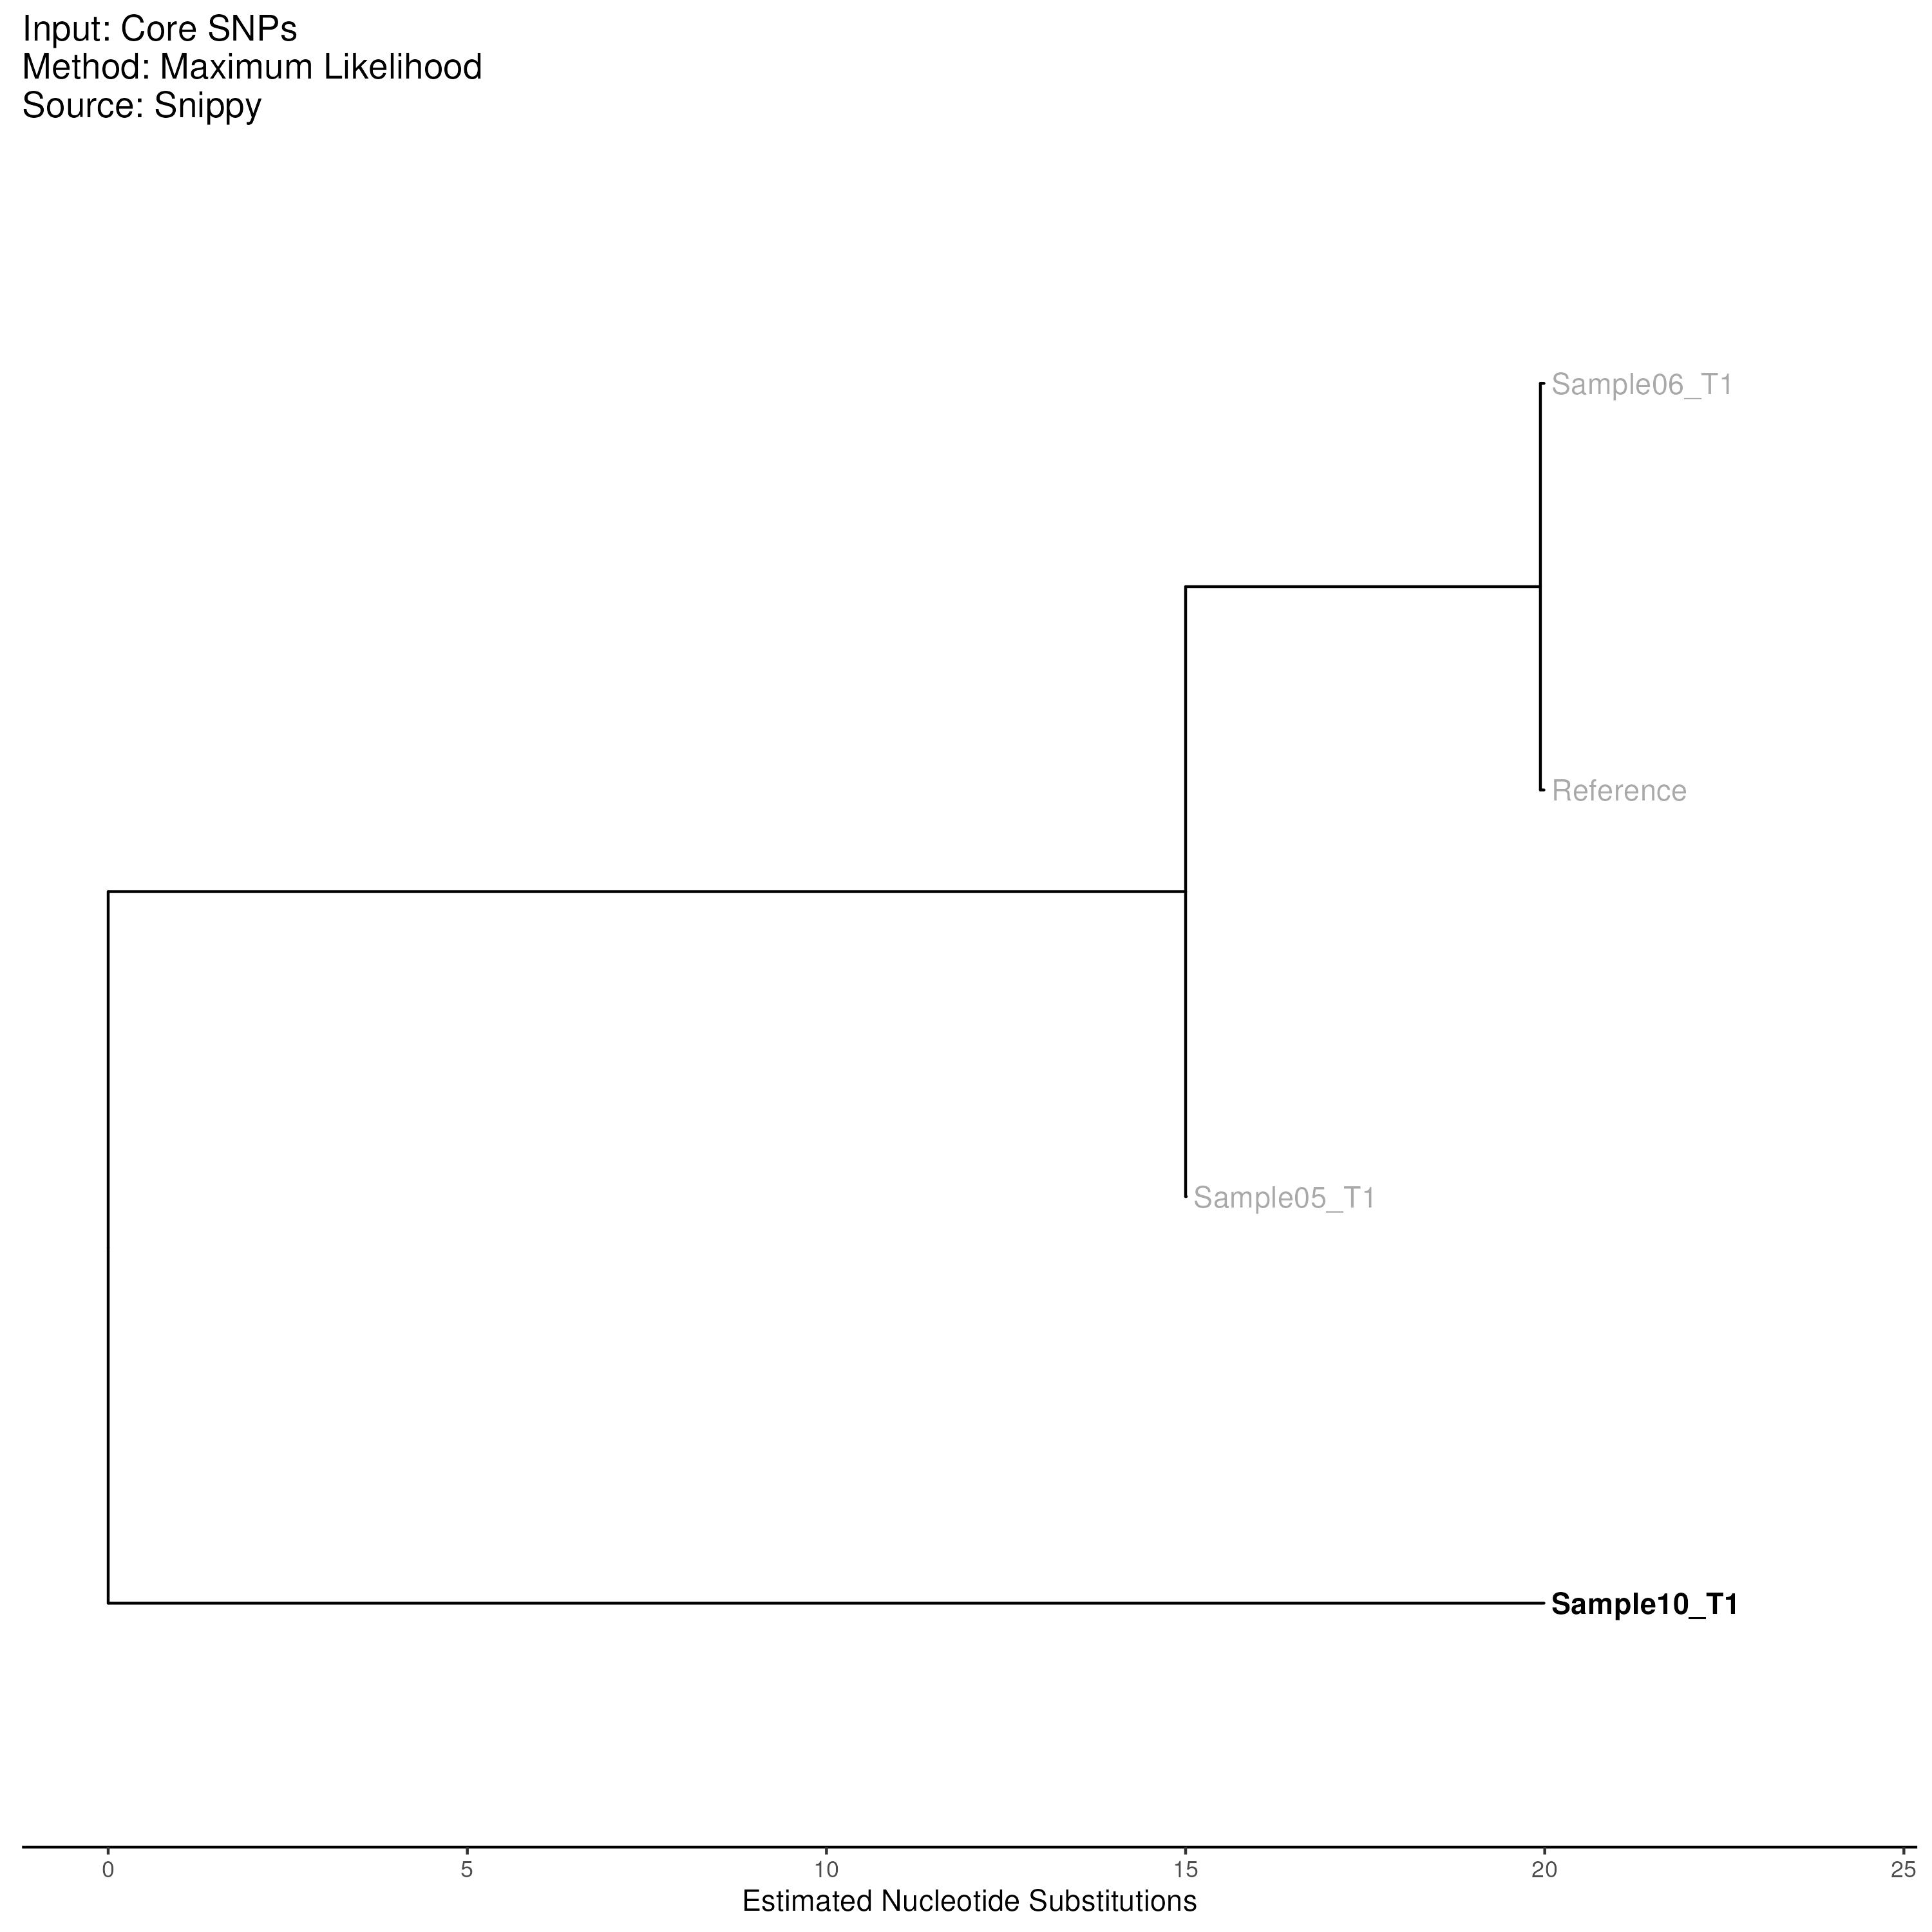 Input: Core SNPs
Method: Maximum Likelihood
Source: Snippy
Sample06_T1
Reference
Sample05_T1
Sample10_T1
0 5 10 15 20 25
Estimated Nucleotide Substitutions